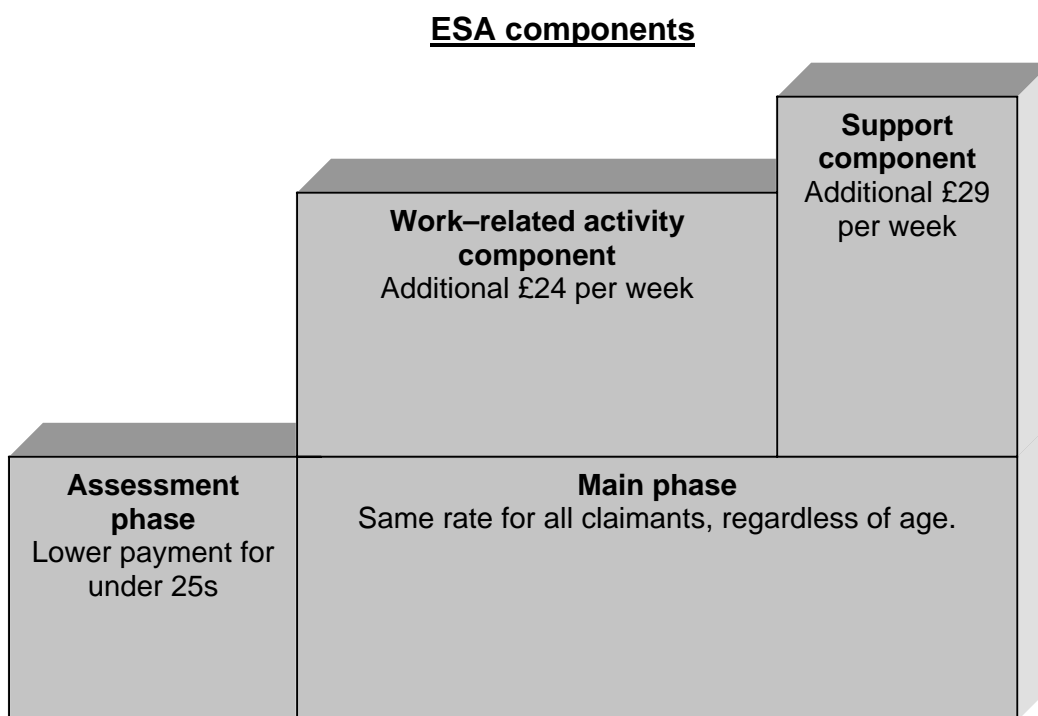 ESA components
Support
component
Additional £29
per week
Work–related activity
component
Additional £24 per week
Assessment
phase
Lower payment for
under 25s
Main phase
Same rate for all claimants, regardless of age.